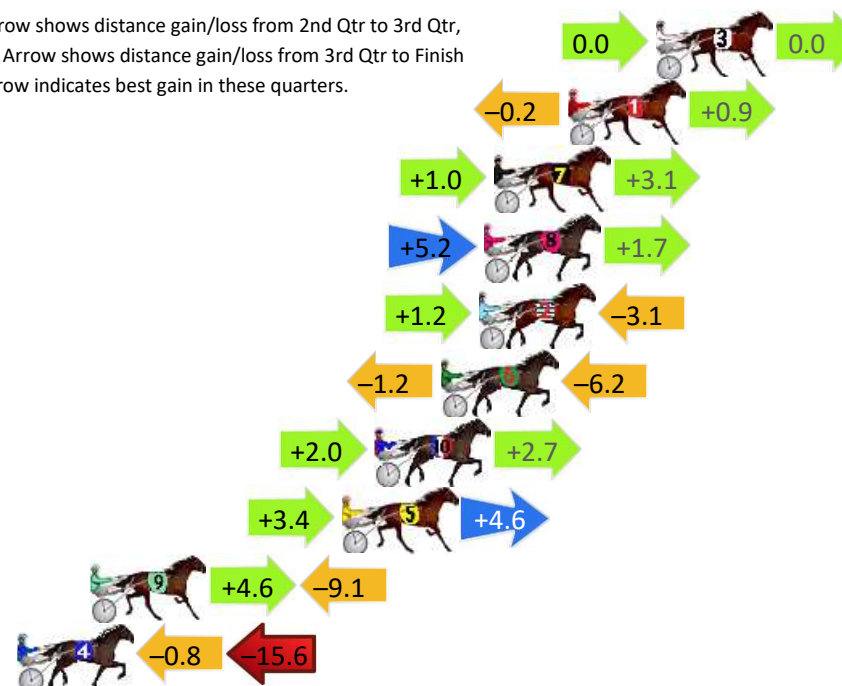 row shows distance gain/loss from 2nd Qtr to 3rd Qtr,
Arrow shows distance gain/loss from 3rd Qtr to Finish
row indicates best gain in these quarters.
0.0 3 0.0
–0.2 1 +0.9
+1.0 7 +3.1
+5.2 8 +1.7
+1.2 2 –3.1
–1.2 6 –6.2
+2.0 10 +2.7
+3.4 5 +4.6
9 +4.6 –9.1
4 –0.8 –15.6